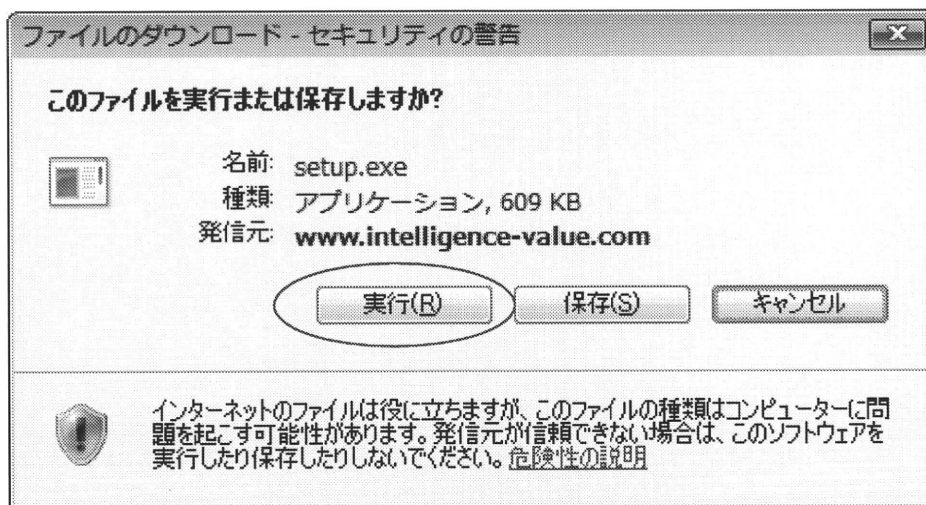 ファイルのダウンロード - セキュリティの警告
このファイルを実行または保存しますか?
名前: setup.exe
種類: アプリケーション, 609 KB
発信元: www.intelligence-value.com
実行(R) 保存(S) キャンセル
インターネットのファイルは役に立ちますが、このファイルの種類はコンピューターに問
題を起こす可能性があります。発信元が信頼できない場合は、このソフトウェアを
実行したり保存したりしないでください。危険性の説明